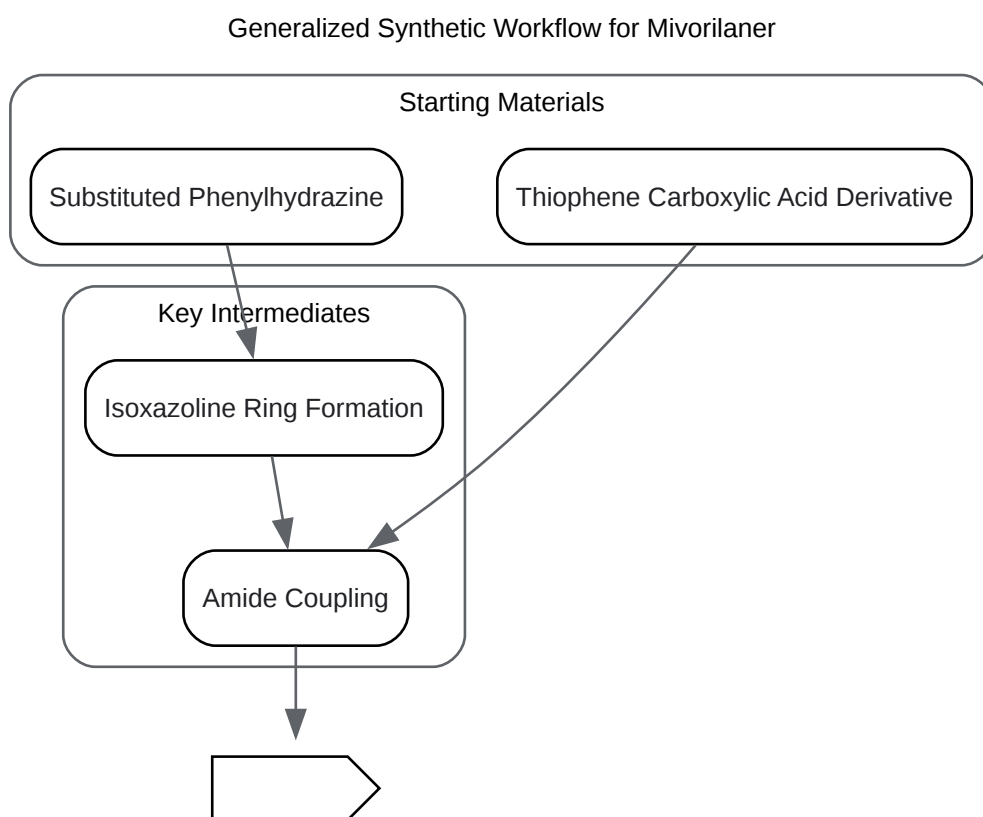 Generalized Synthetic Workflow for Mivorilaner
Starting Materials
Substituted Phenylhydrazine
Thiophene Carboxylic Acid Derivative
Key Intermediates
Isoxazoline Ring Formation
Amide Coupling